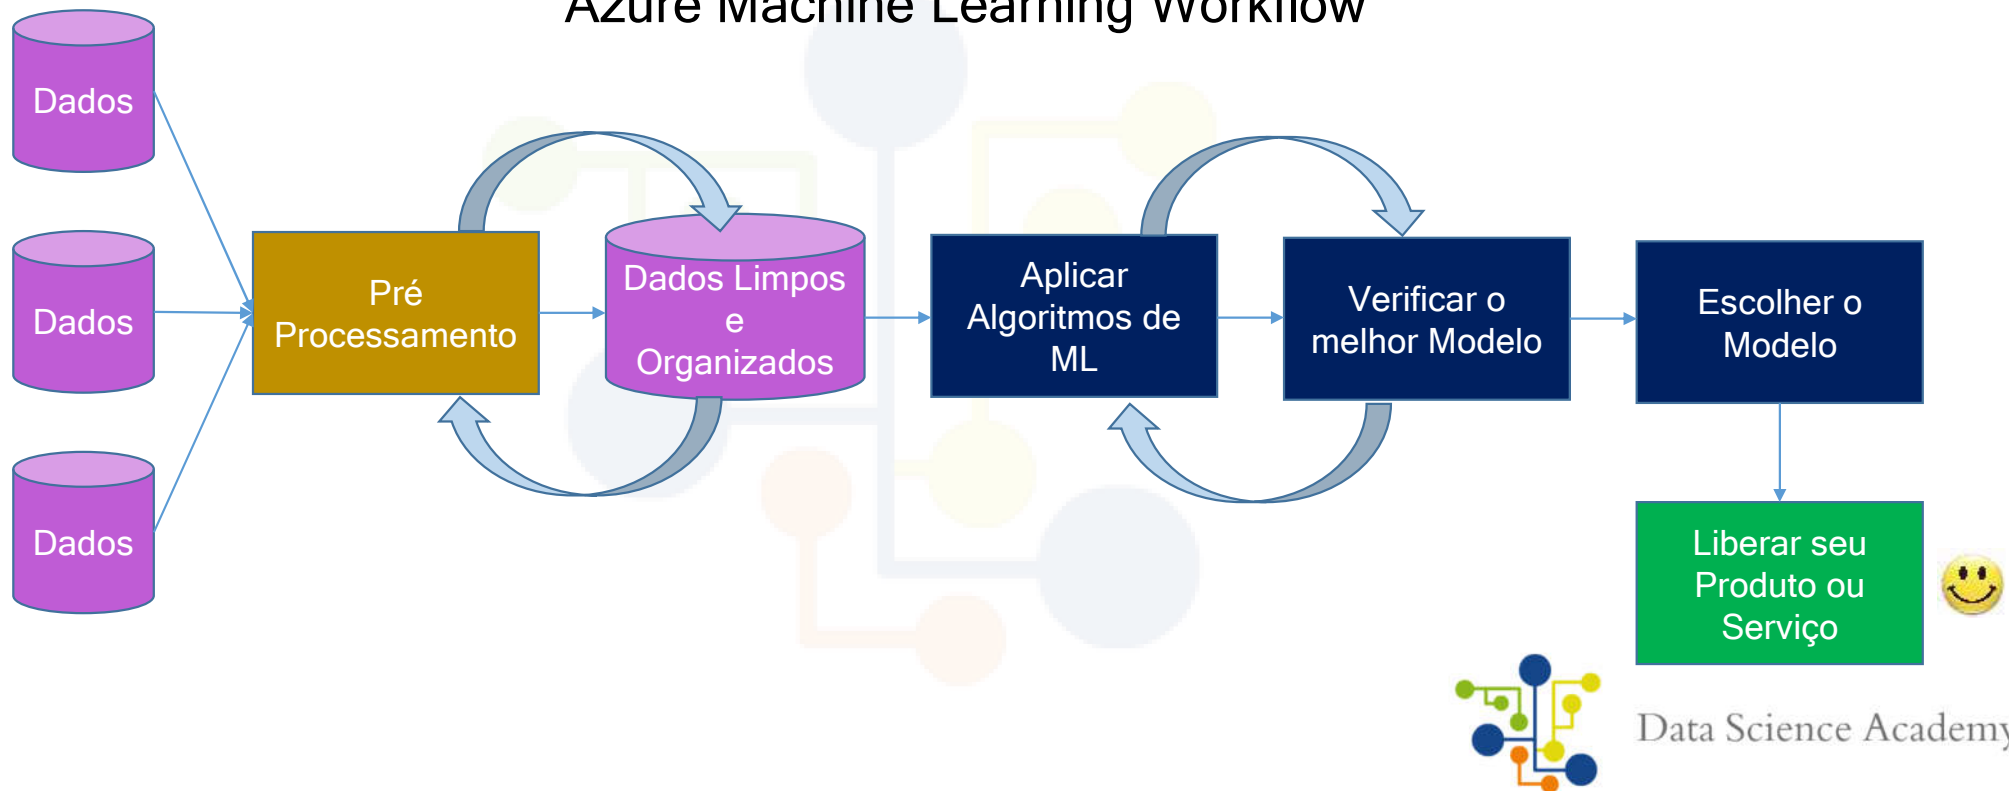 Azure Machine Learning Workflow
Dados
Dados
Dados
Pré
Processamento
Dados Limpos
e
Organizados
Aplicar
Algoritmos de
ML
Verificar o
melhor Modelo
Escolher o
Modelo
Liberar seu
Produto ou
Serviço
Data Science Academy